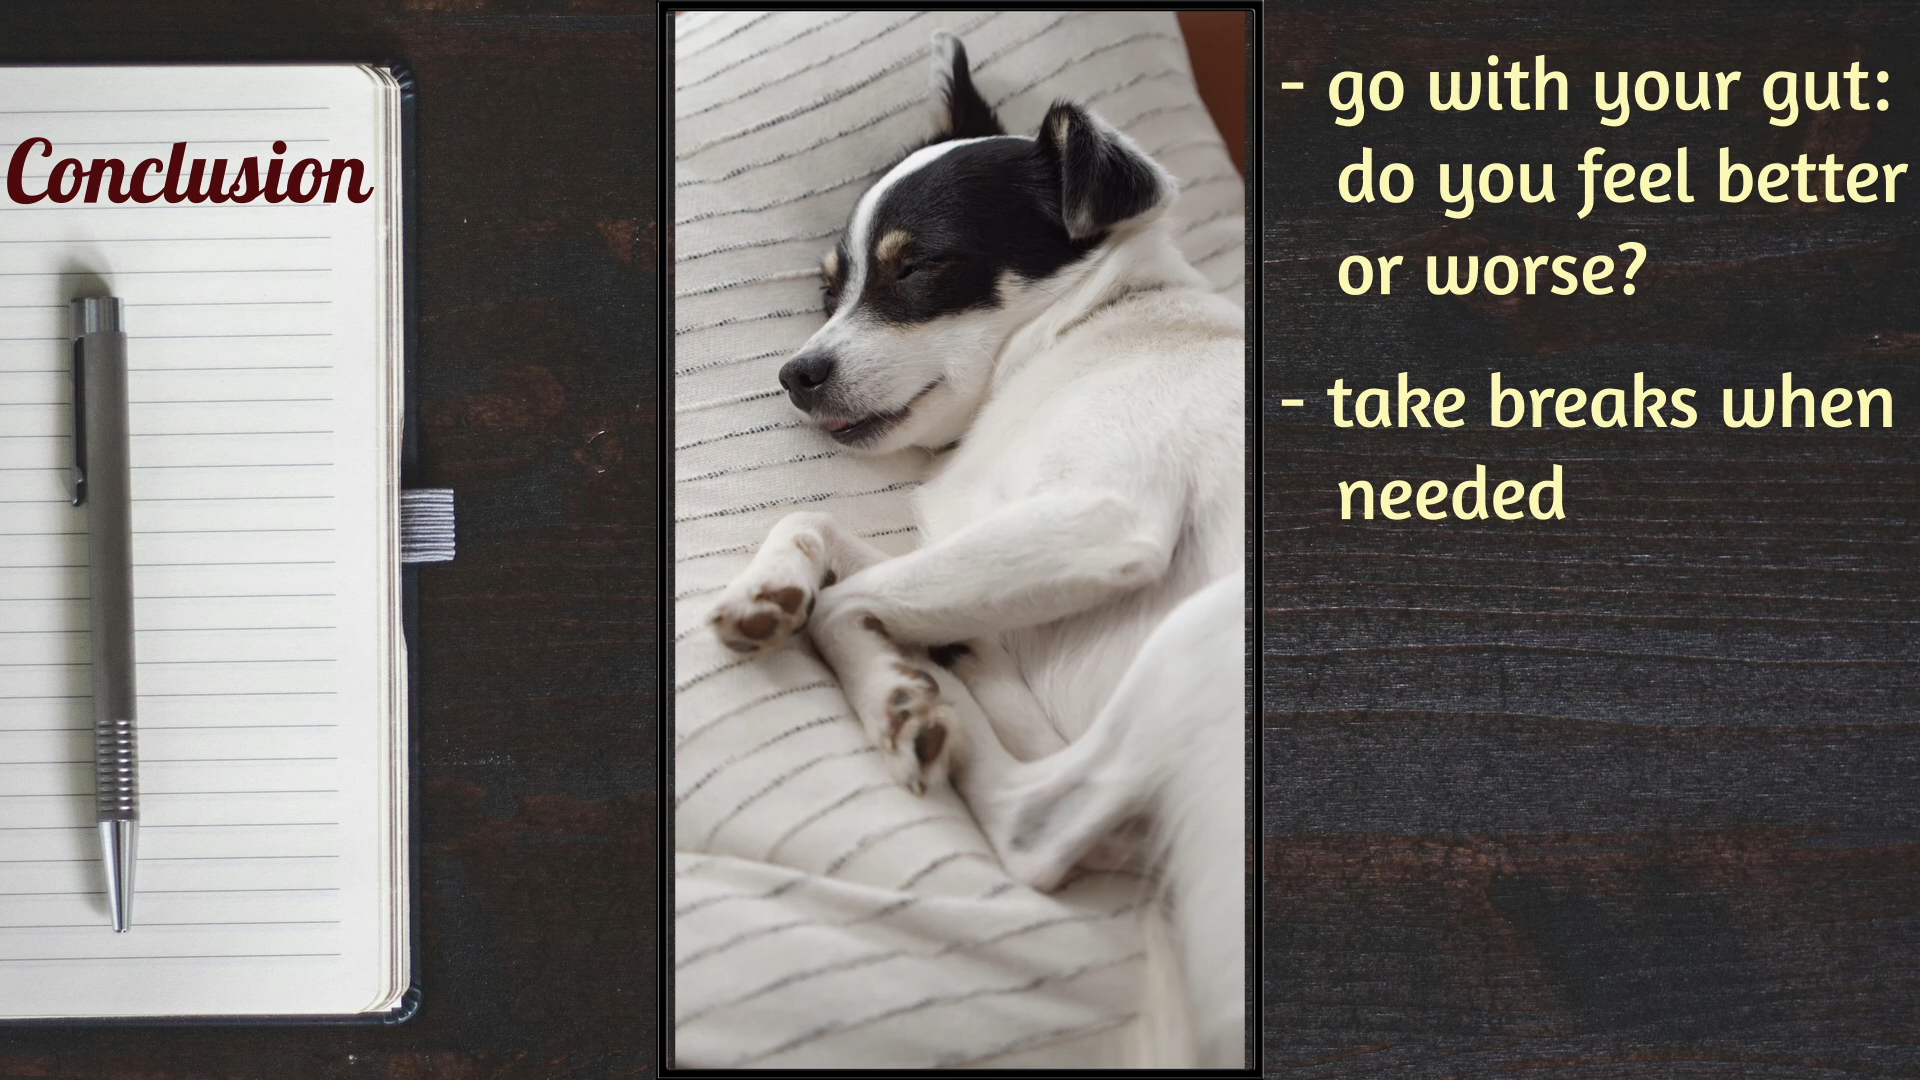 Conclusion
- go with your gut:
do you feel better
or worse?
- take breaks when
needed